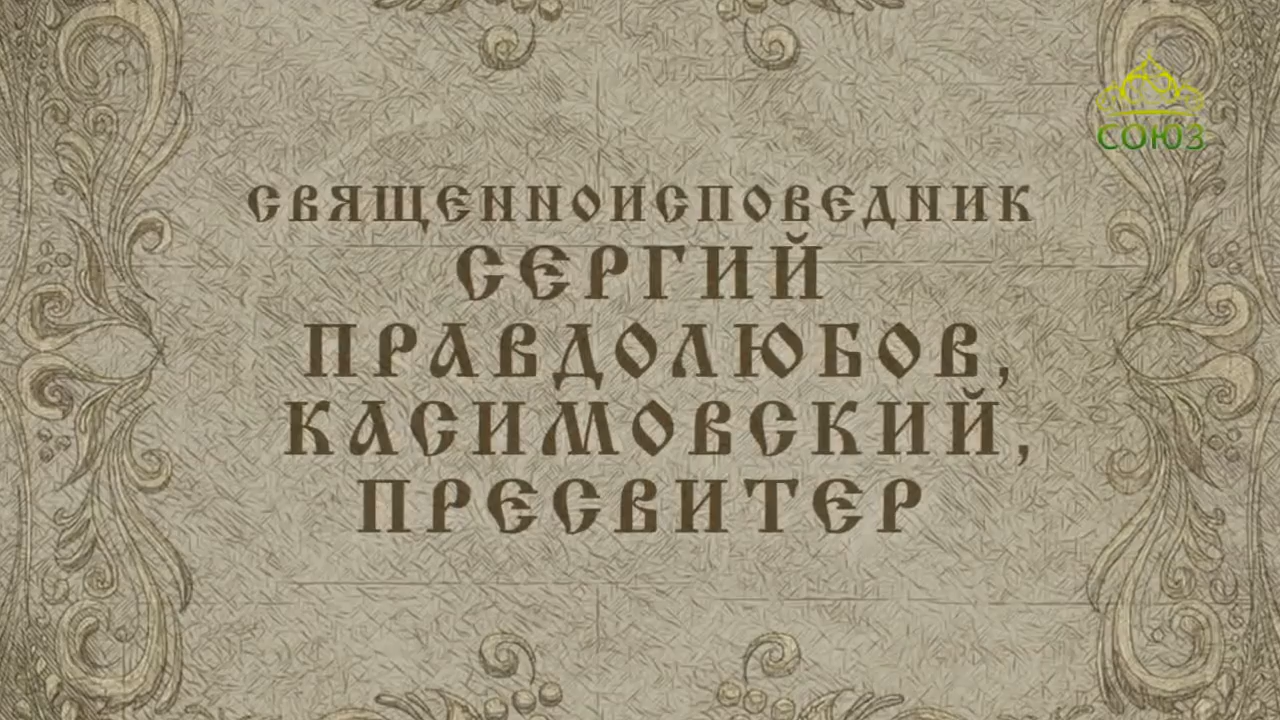 СОЮЗ
СВЯЩЕННОИСПОВЕДНИК
СЕРГИЙ
ПРАВДОЛЮБОВ,
КАСИМОВСКИЙ,
ПРЕСВИТЕР